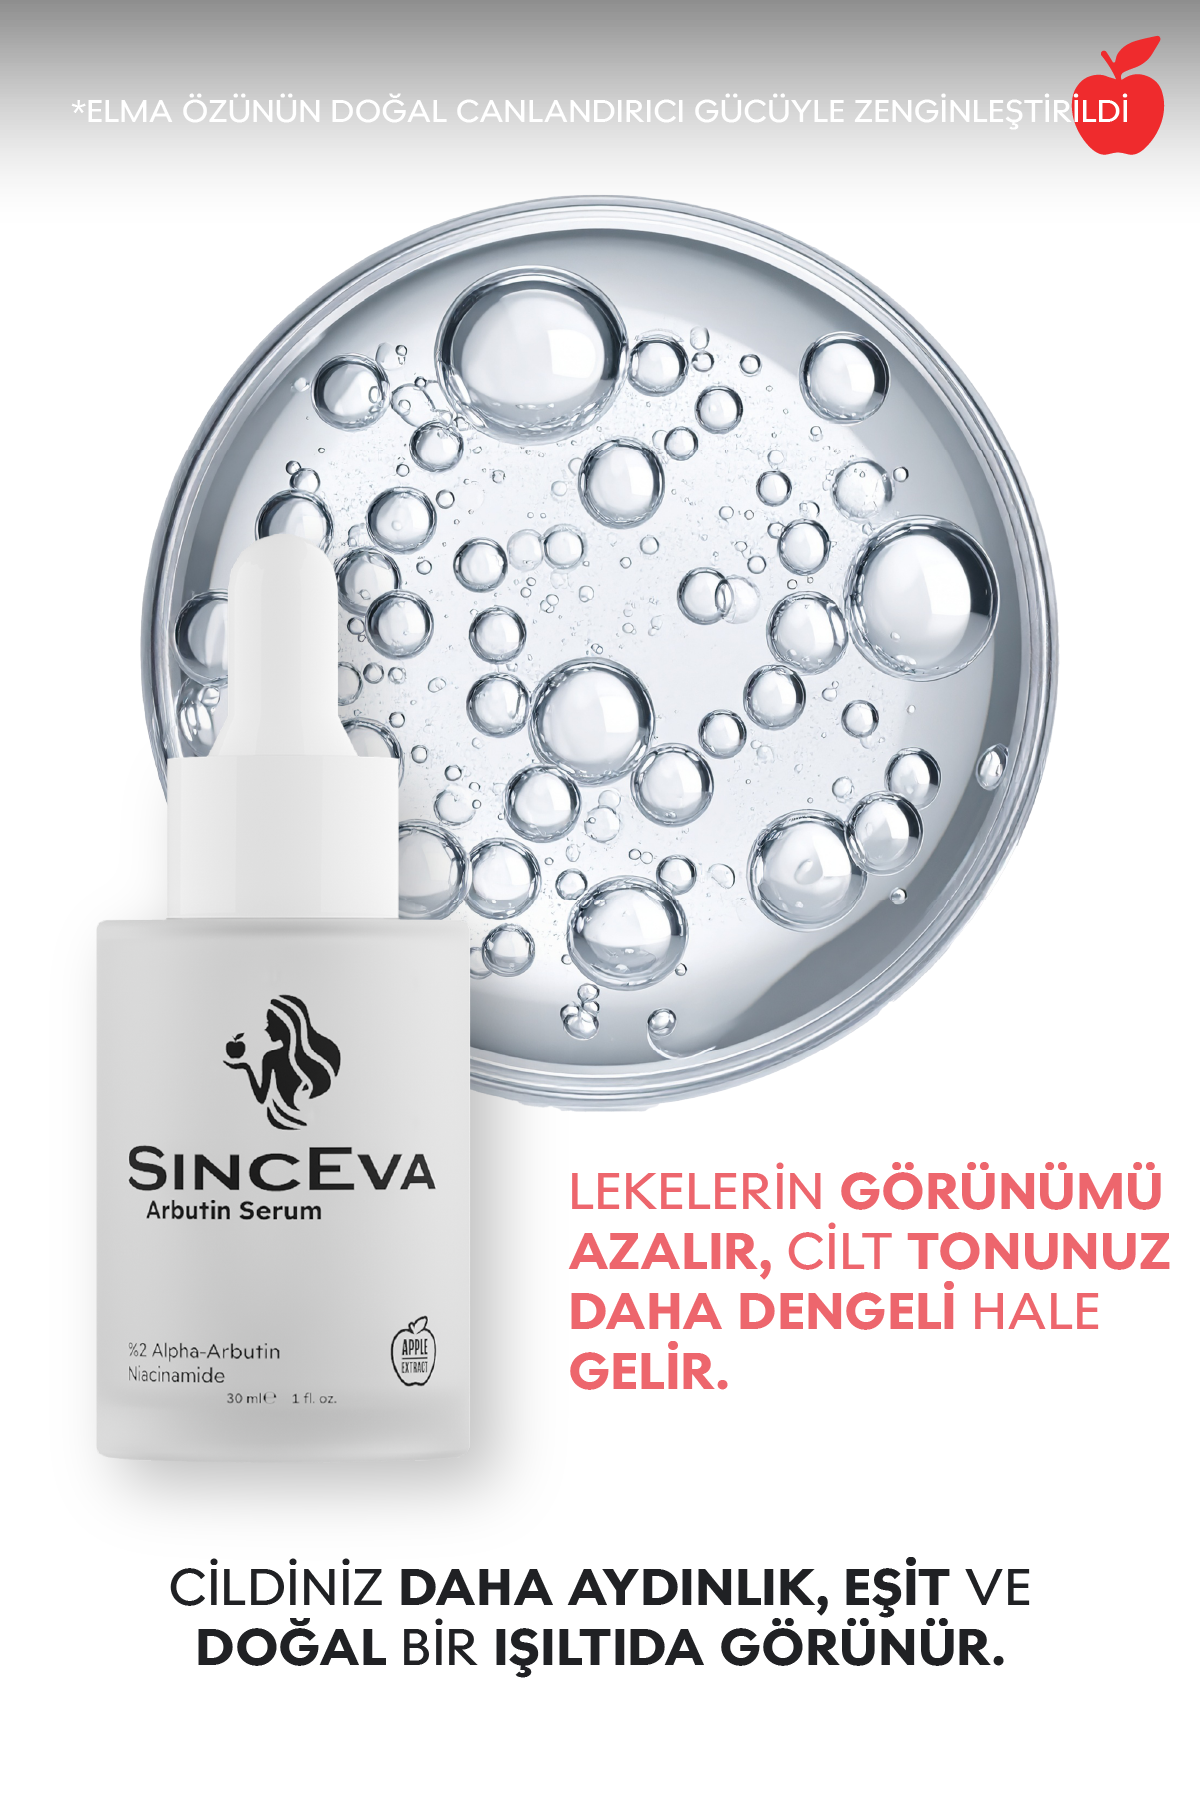 *ELMA ÖZÜNÜN DOĞAL CANLANDIRICI GÜCÜYLE ZENGİNLEŞTİRİLDİ
SINCEVA
Arbutin Serum
%2 Alpha-Arbutin
Niacinamide
30 ml℮ 1 fl. oz.
APPLE
EXTRACT
LEKELERİN GÖRÜNÜMÜ
AZALIR, CİLT TONUNUZ
DAHA DENGELİ HALE
GELİR.
CİLDİNİZ DAHA AYDINLIK, EŞİT VE
DOĞAL BİR IŞILTIDA GÖRÜNÜR.